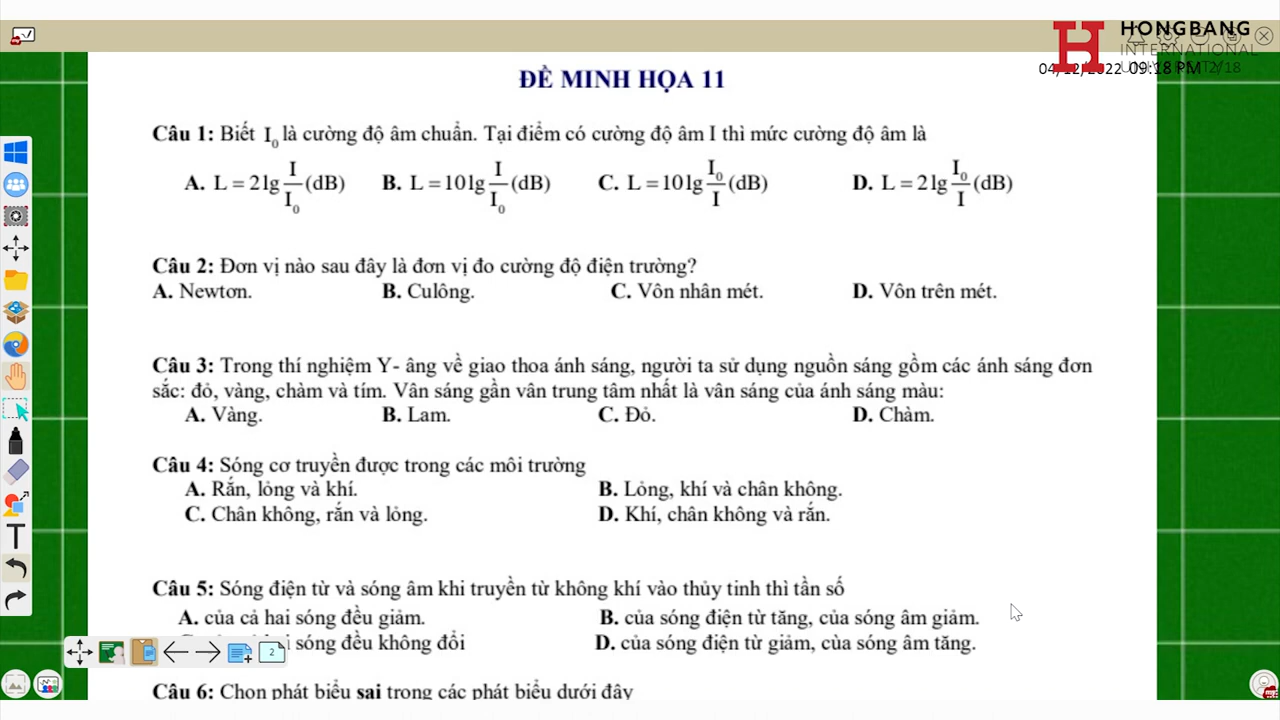 HONGBANG
INTERNATIONAL
04/12/2022 09:18 PM 2/18
ĐỀ MINH HỌA 11
Câu 1: Biết I₀ là cường độ âm chuẩn. Tại điểm có cường độ âm I thì mức cường độ âm là
A. L = 2lg I/I₀ (dB) B. L = 10lg I/I₀ (dB) C. L = 10lg I₀/I (dB) D. L = 2lg I₀/I (dB)
Câu 2: Đơn vị nào sau đây là đơn vị đo cường độ điện trường?
A. Newtơn. B. Culông. C. Vôn nhân mét. D. Vôn trên mét.
Câu 3: Trong thí nghiệm Y- âng về giao thoa ánh sáng, người ta sử dụng nguồn sáng gồm các ánh sáng đơn
sắc: đỏ, vàng, chàm và tím. Vân sáng gần vân trung tâm nhất là vân sáng của ánh sáng màu:
A. Vàng. B. Lam. C. Đỏ. D. Chàm.
Câu 4: Sóng cơ truyền được trong các môi trường
A. Rắn, lỏng và khí. B. Lỏng, khí và chân không.
C. Chân không, rắn và lỏng. D. Khí, chân không và rắn.
Câu 5: Sóng điện từ và sóng âm khi truyền từ không khí vào thủy tinh thì tần số
A. của cả hai sóng đều giảm. B. của sóng điện từ tăng, của sóng âm giảm.
sóng đều không đổi D. của sóng điện từ giảm, của sóng âm tăng.
2
Câu 6: Chọn phát biểu sai trong các phát biểu dưới đây